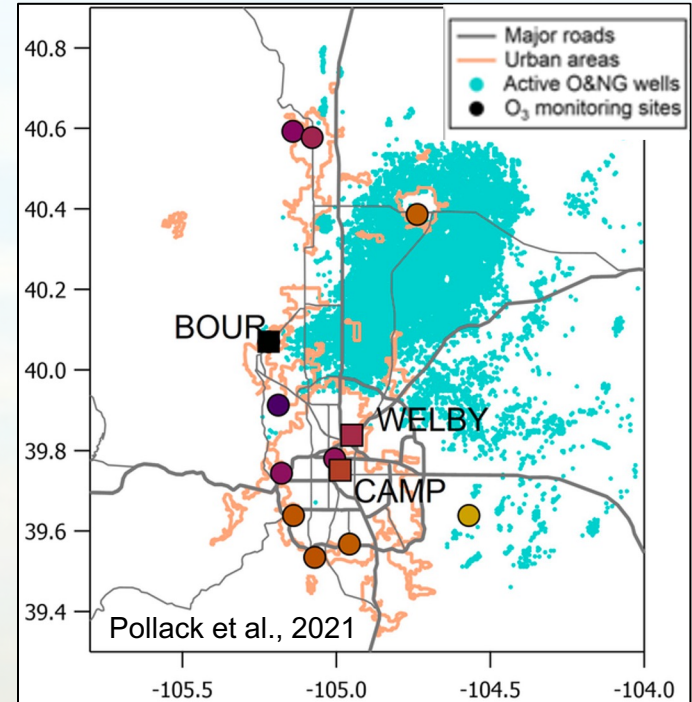 40.8
40.6
40.4
40.2
40.0
39.8
39.6
39.4
Major roads
Urban areas
Active O&NG wells
O₃ monitoring sites
BOUR
WELBY
CAMP
Pollack et al., 2021
-105.5
-105.0
-104.5
-104.0